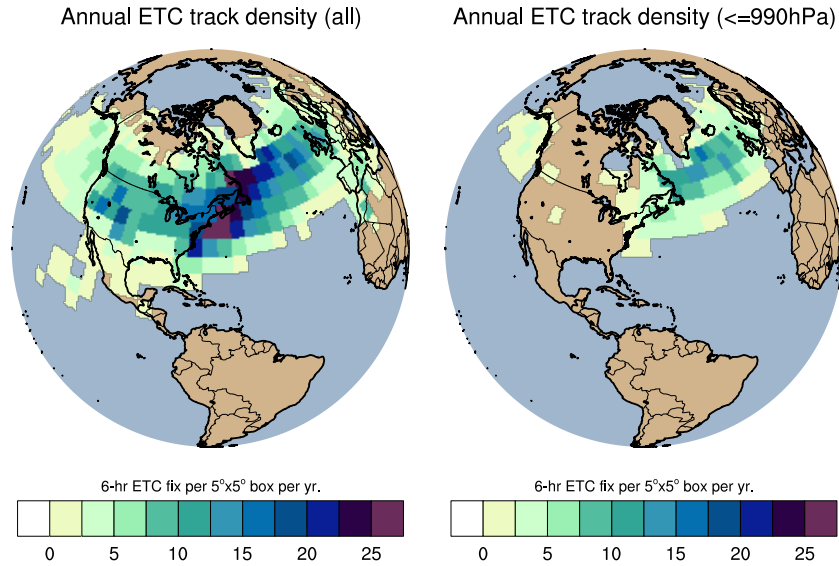 Annual ETC track density (all)
Annual ETC track density (<=990hPa)
6-hr ETC fix per 5°x5° box per yr.
0 5 10 15 20 25
6-hr ETC fix per 5°x5° box per yr.
0 5 10 15 20 25